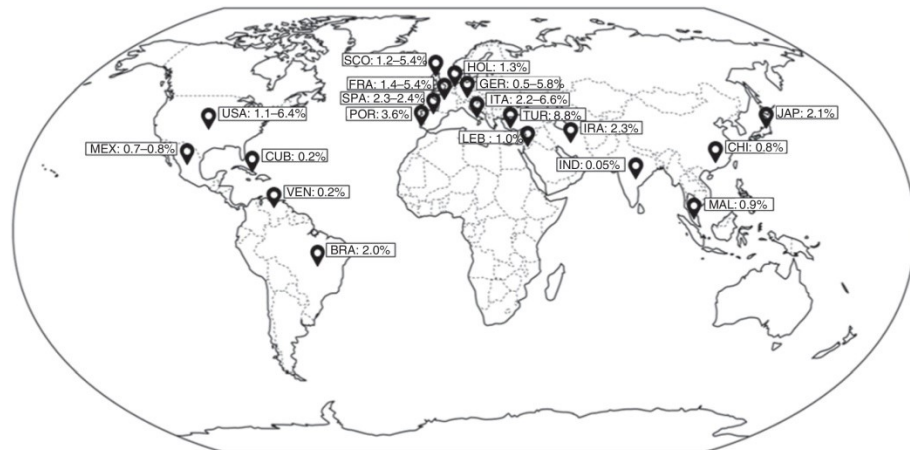 SCO: 1.2–5.4%
HOL: 1.3%
FRA: 1.4–5.4%
GER: 0.5–5.8%
SPA: 2.3–2.4%
ITA: 2.2–6.6%
USA: 1.1–6.4%
POR: 3.6%
TUR: 8.8%
JAP: 2.1%
LEB: 1.0%
IRA: 2.3%
MEX: 0.7–0.8%
CUB: 0.2%
IND: 0.05%
CHI: 0.8%
VEN: 0.2%
MAL: 0.9%
BRA: 2.0%